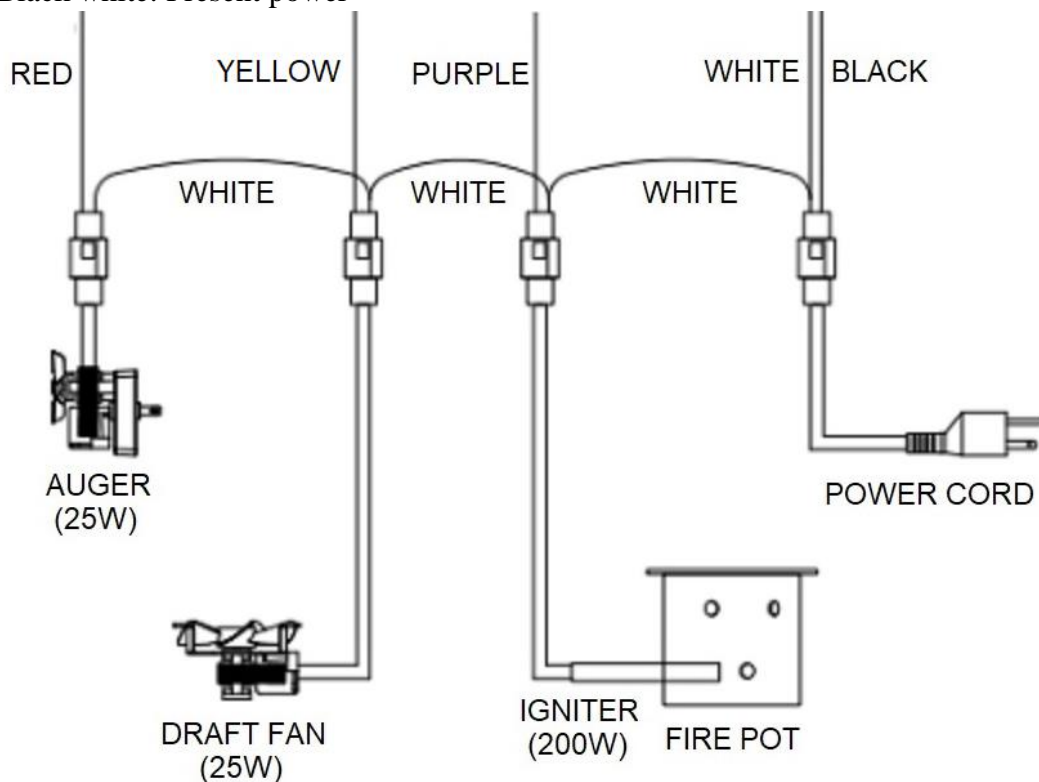 RED
YELLOW
PURPLE
WHITE
BLACK
WHITE
WHITE
WHITE
AUGER
(25W)
POWER CORD
DRAFT FAN
(25W)
IGNITER
(200W)
FIRE POT